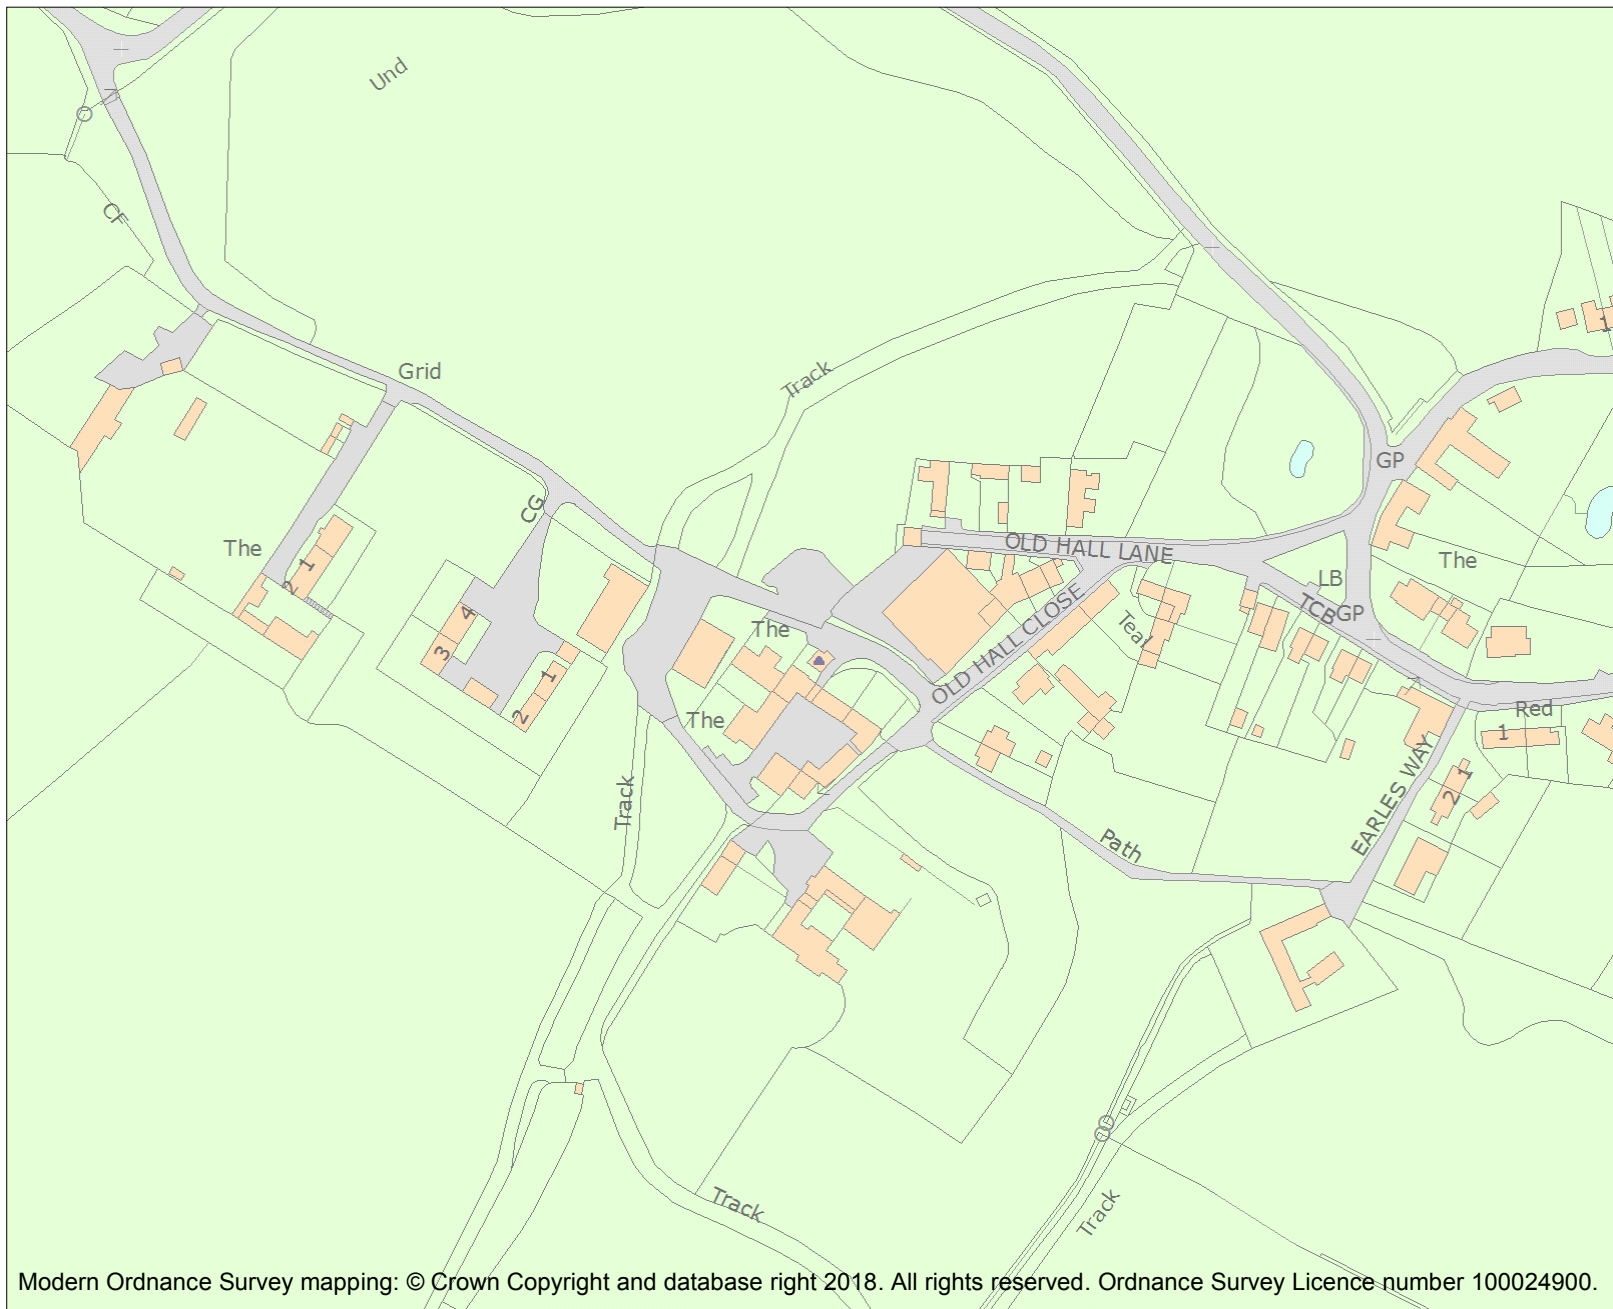 Und
CF
Grid
Track
GP
CG
OLD HALL LANE
The
The
LB
TCB
GP
1
2
4
3
The
Teal
OLD HALL CLOSE
1
2
The
Red
1
1
2
EARLES WAY
Track
Path
Track
Track
1
Modern Ordnance Survey mapping: © Crown Copyright and database right 2018. All rights reserved. Ordnance Survey Licence number 100024900.